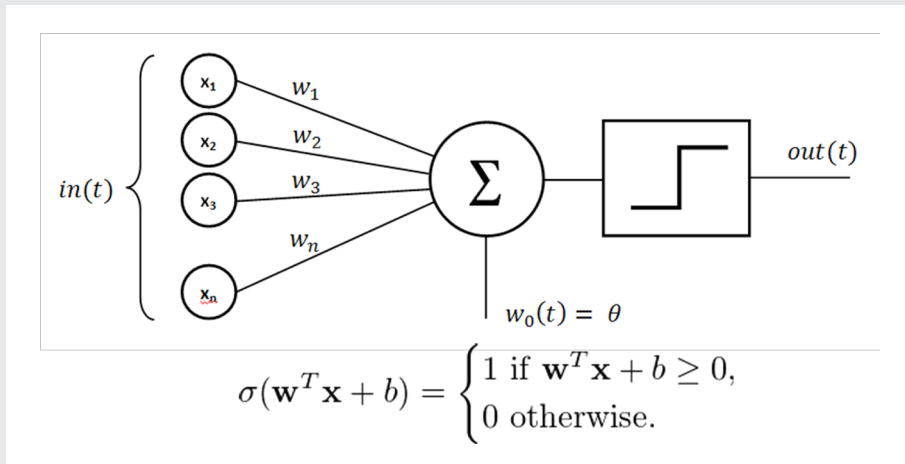 x₁
w₁
x₂
w₂
in(t)
x₃
w₃
Σ
out(t)
wₙ
xₙ
w₀(t) = θ
σ(wᵀx + b) = {1 if wᵀx + b ≥ 0,
0 otherwise.